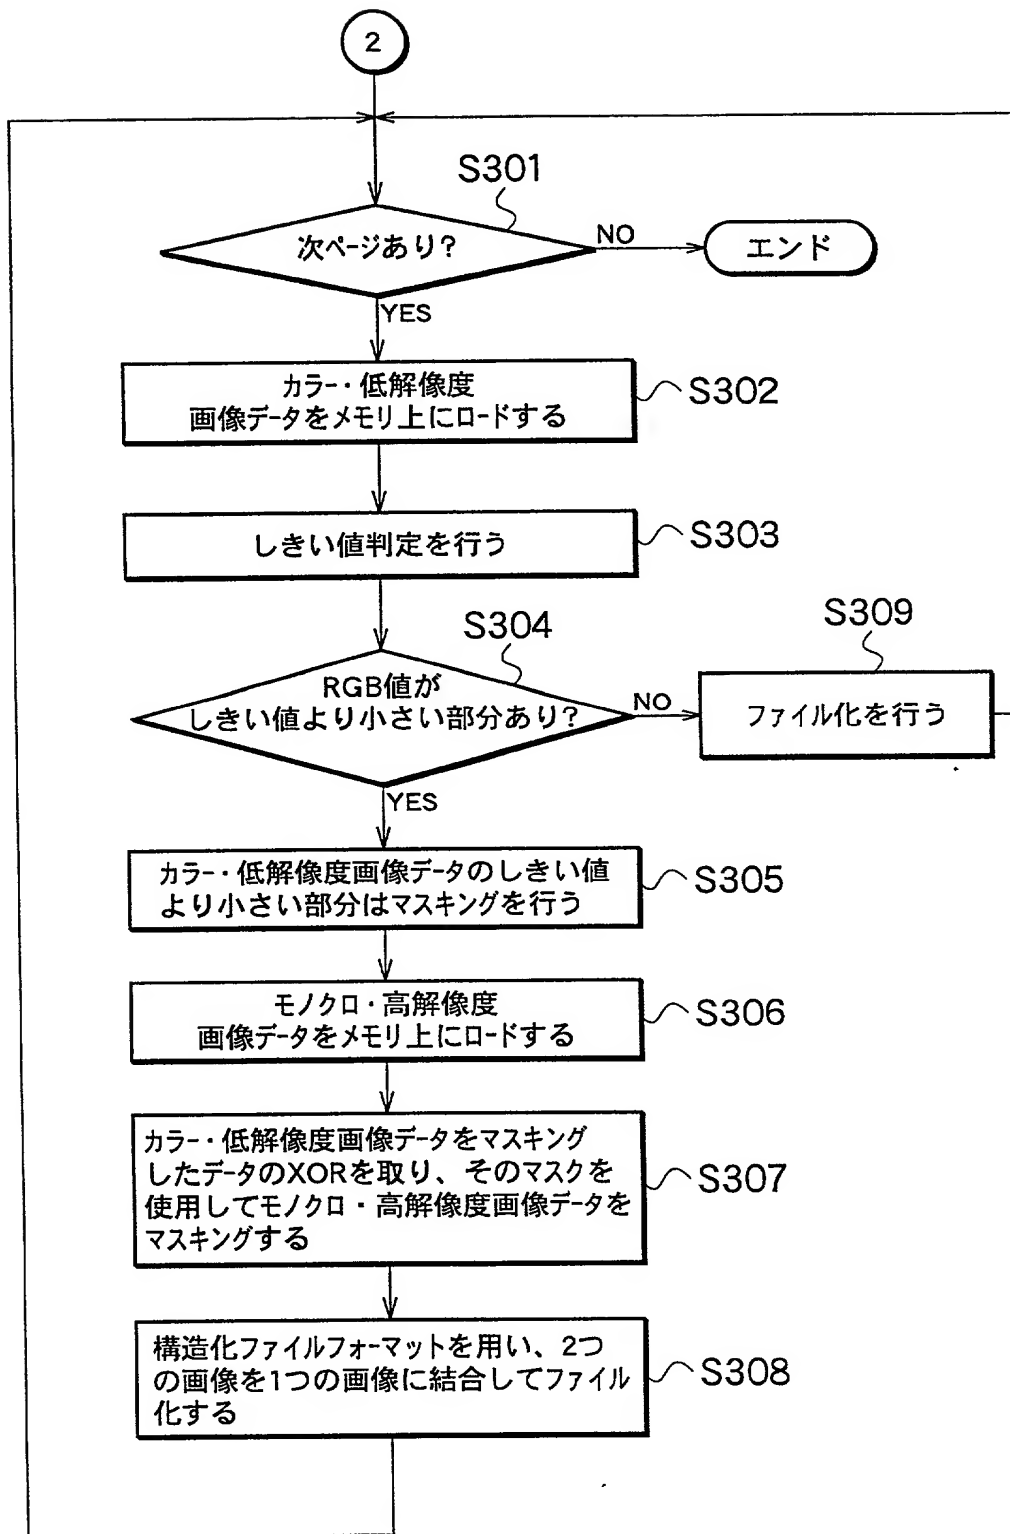 2
S301
次ページあり?
NO
エンド
YES
カラー・低解像度
画像データをメモリ上にロードする
S302
しきい値判定を行う
S303
S304
RGB値が
しきい値より小さい部分あり?
NO
S309
ファイル化を行う
YES
カラー・低解像度画像データのしきい値
より小さい部分はマスキングを行う
S305
モノクロ・高解像度
画像データをメモリ上にロードする
S306
カラー・低解像度画像データをマスキング
したデータのXORを取り、そのマスクを
使用してモノクロ・高解像度画像データを
マスキングする
S307
構造化ファイルフォーマットを用い、2つ
の画像を1つの画像に結合してファイル
化する
S308